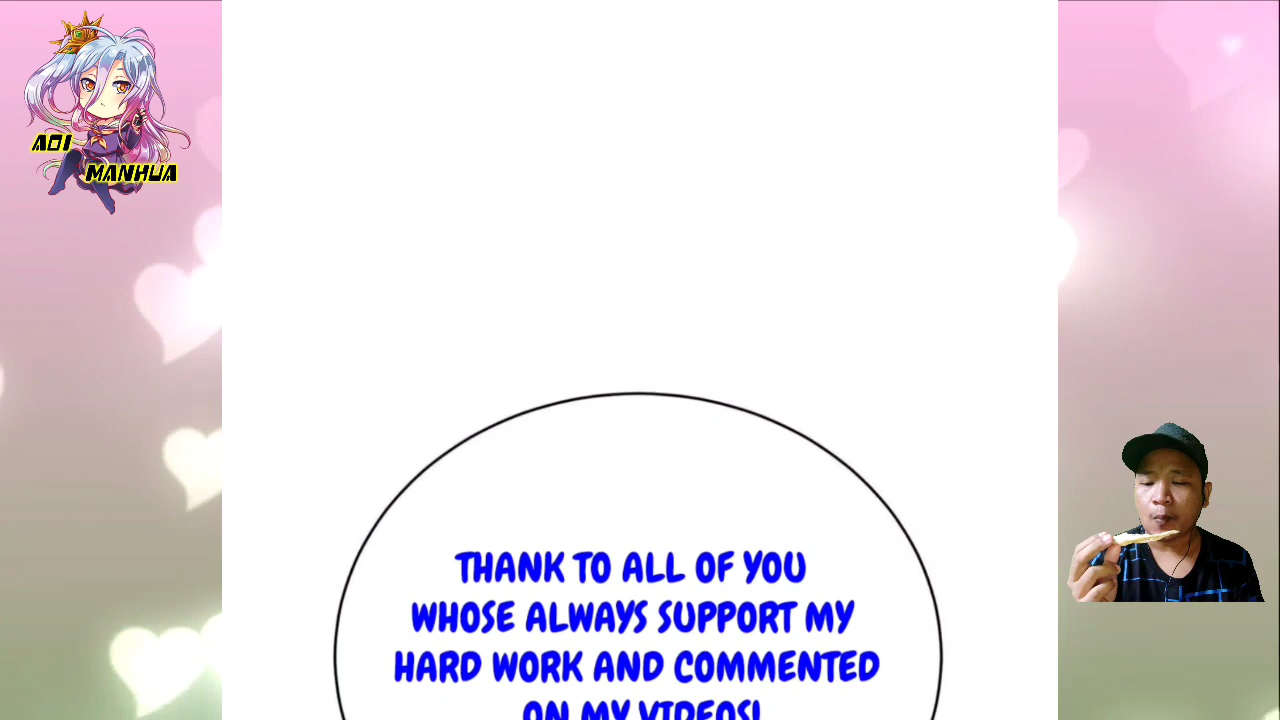 AOI
MANHUA
THANK TO ALL OF YOU
WHOSE ALWAYS SUPPORT MY
HARD WORK AND COMMENTED
ON MY VIDEOS!